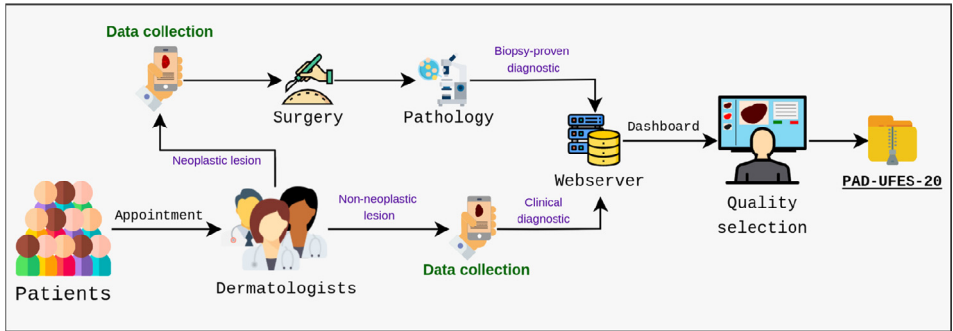 Data collection
Surgery
Pathology
Biopsy-proven
diagnostic
Neoplastic lesion
Dashboard
Webserver
PAD-UFES-20
Quality
selection
Patients
Appointment
Dermatologists
Non-neoplastic
lesion
Clinical
diagnostic
Data collection